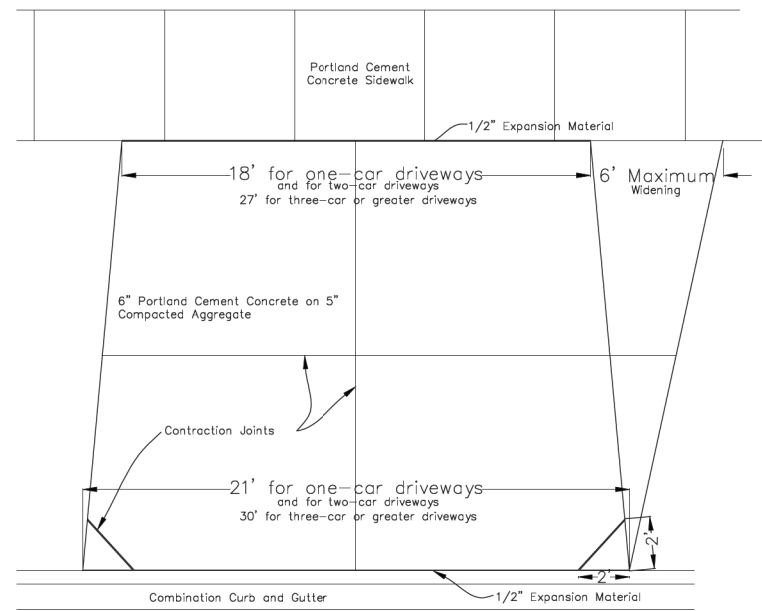 Portland Cement
Concrete Sidewalk
1/2" Expansion Material
18' for one-car driveways
and for two-car driveways
27' for three-car or greater driveways
6' Maximum
Widening
6" Portland Cement Concrete on 5"
Compacted Aggregate
Contraction Joints
21' for one-car driveways
and for two-car driveways
30' for three-car or greater driveways
2'
2'
Combination Curb and Gutter
1/2" Expansion Material